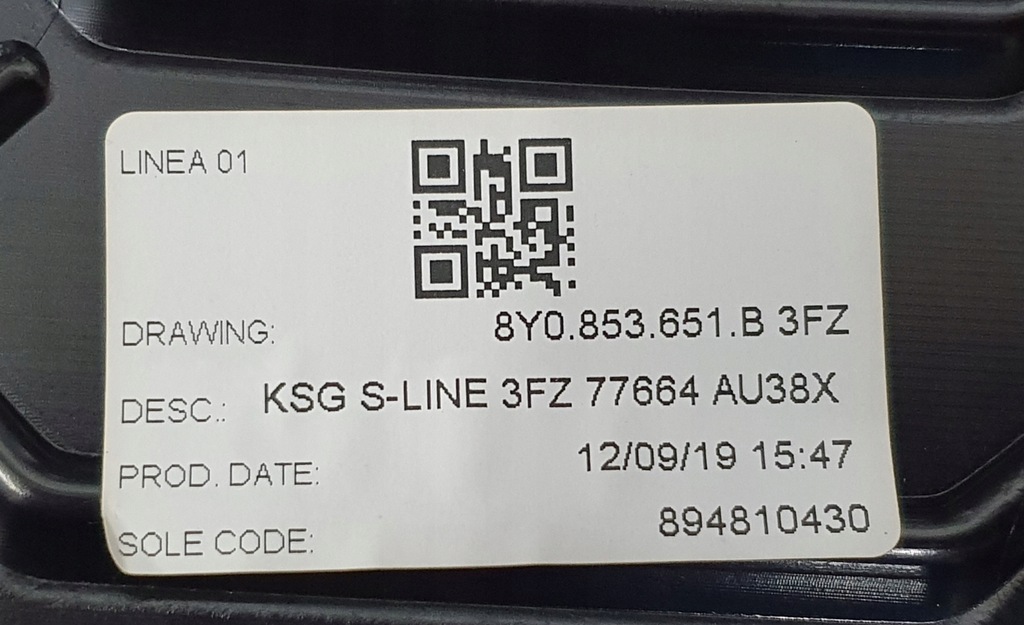 LINEA 01
DRAWING: 8Y0.853.651.B 3FZ
DESC.: KSG S-LINE 3FZ 77664 AU38X
PROD. DATE: 12/09/19 15:47
SOLE CODE: 894810430